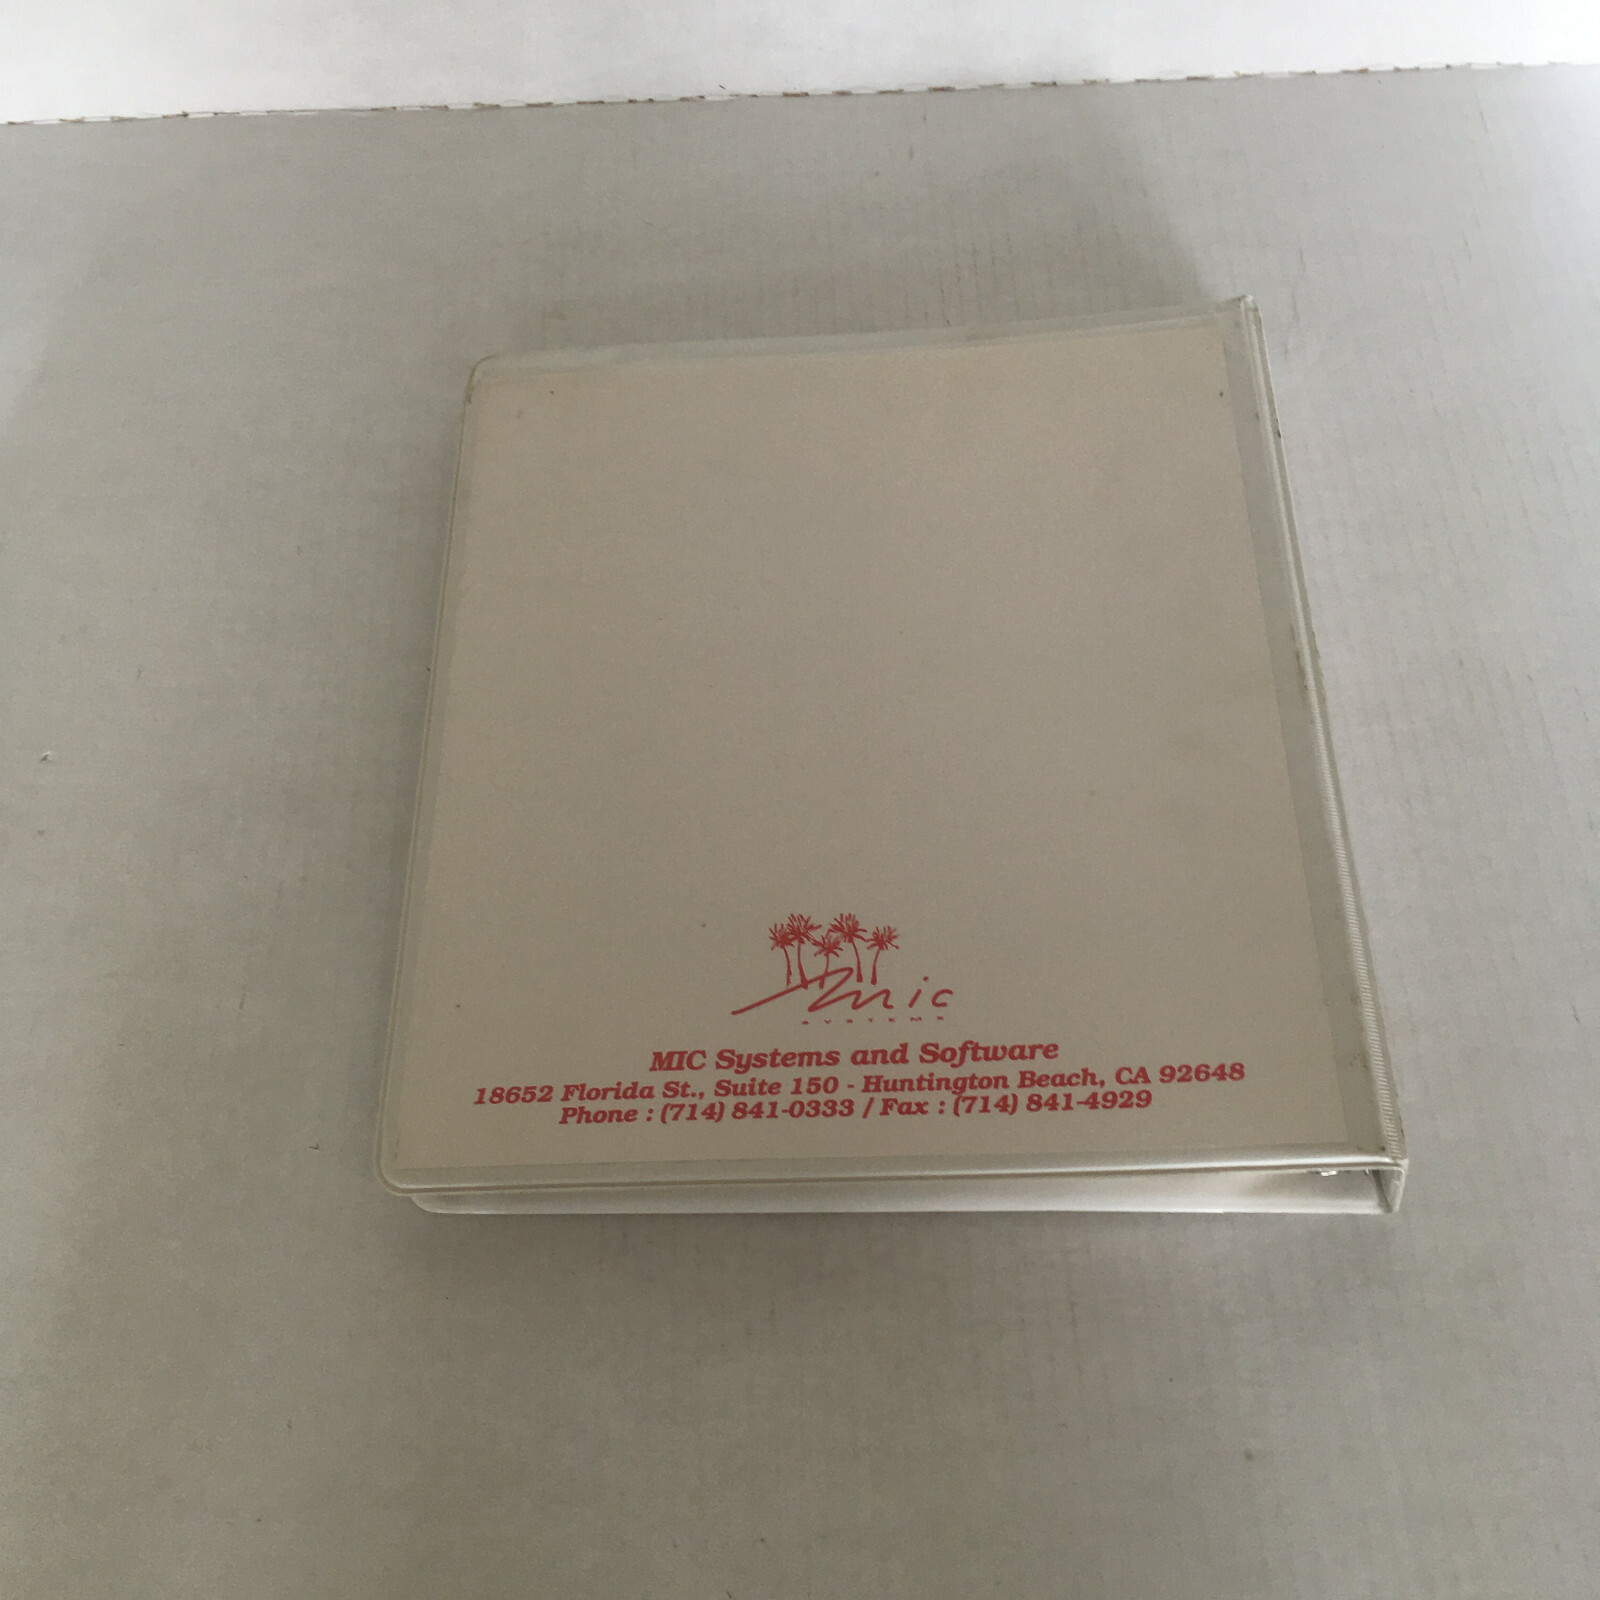 mic
SYSTEMS
MIC Systems and Software
18652 Florida St., Suite 150 - Huntington Beach, CA 92648
Phone : (714) 841-0333 / Fax : (714) 841-4929